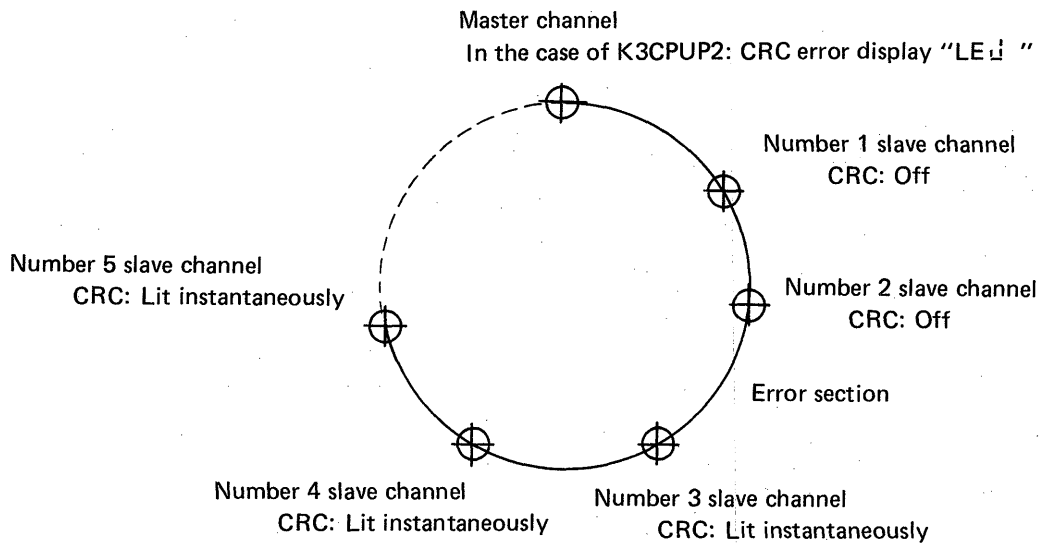 Master channel
In the case of K3CPUP2: CRC error display “LE ”
Number 1 slave channel
CRC: Off
Number 2 slave channel
CRC: Off
Error section
Number 3 slave channel
CRC: Lit instantaneously
Number 4 slave channel
CRC: Lit instantaneously
Number 5 slave channel
CRC: Lit instantaneously